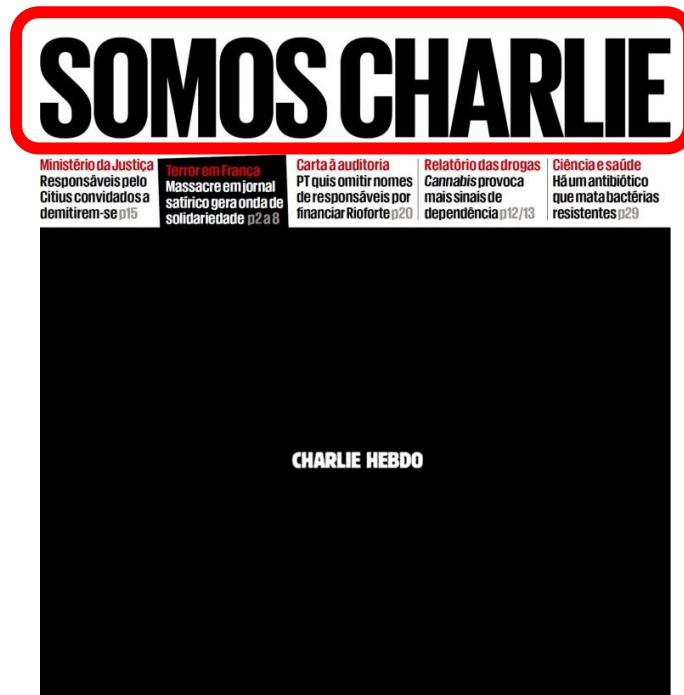 SOMOS CHARLIE
Ministério da Justiça
Responsáveis pelo
Citius convidados a
demitirem-se p15
Terror em França
Massacre em jornal
satírico gera onda de
solidariedade p2 a 8
Carta à auditoria
PT quis omitir nomes
de responsáveis por
financiar Rioforte p20
Relatório das drogas
Cannabis provoca
mais sinais de
dependência p12/13
Ciência e saúde
Há um antibiótico
que mata bactérias
resistentes p29
CHARLIE HEBDO